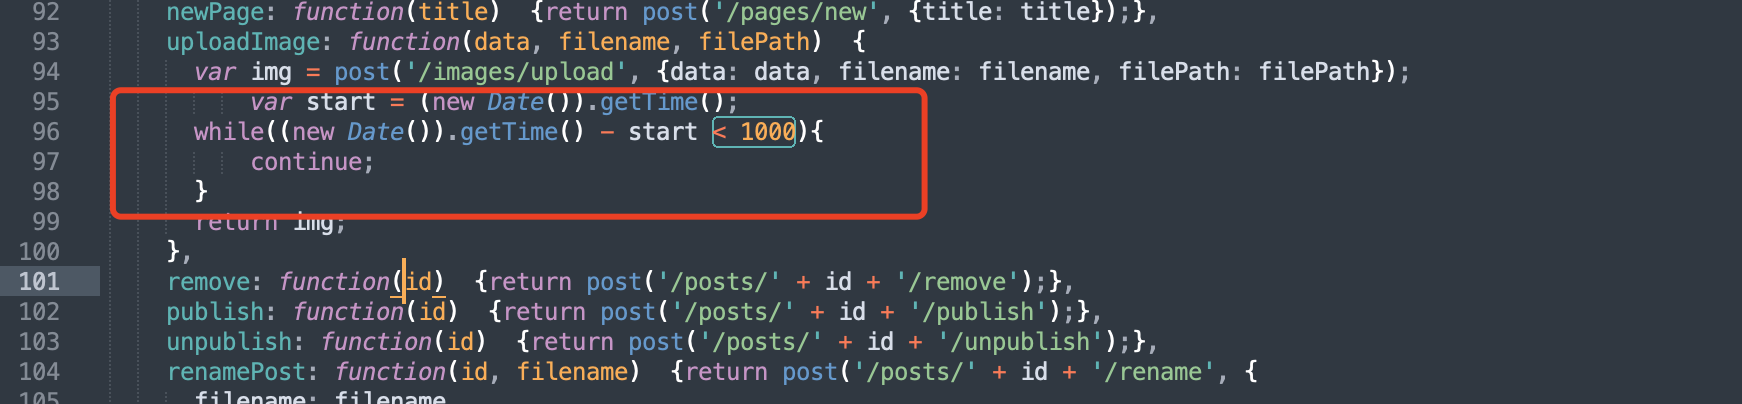 92 newPage: function(title)  {return post('/pages/new', {title: title});},
93 uploadImage: function(data, filename, filePath)  {
94 var img = post('/images/upload', {data: data, filename: filename, filePath: filePath});
95 var start = (new Date()).getTime();
96 while((new Date()).getTime() - start < 1000){
97 continue;
98 }
99 return img;
100 },
101 remove: function(id)  {return post('/posts/' + id + '/remove');},
102 publish: function(id)  {return post('/posts/' + id + '/publish');},
103 unpublish: function(id)  {return post('/posts/' + id + '/unpublish');},
104 renamePost: function(id, filename)  {return post('/posts/' + id + '/rename', {
105 filename: filename